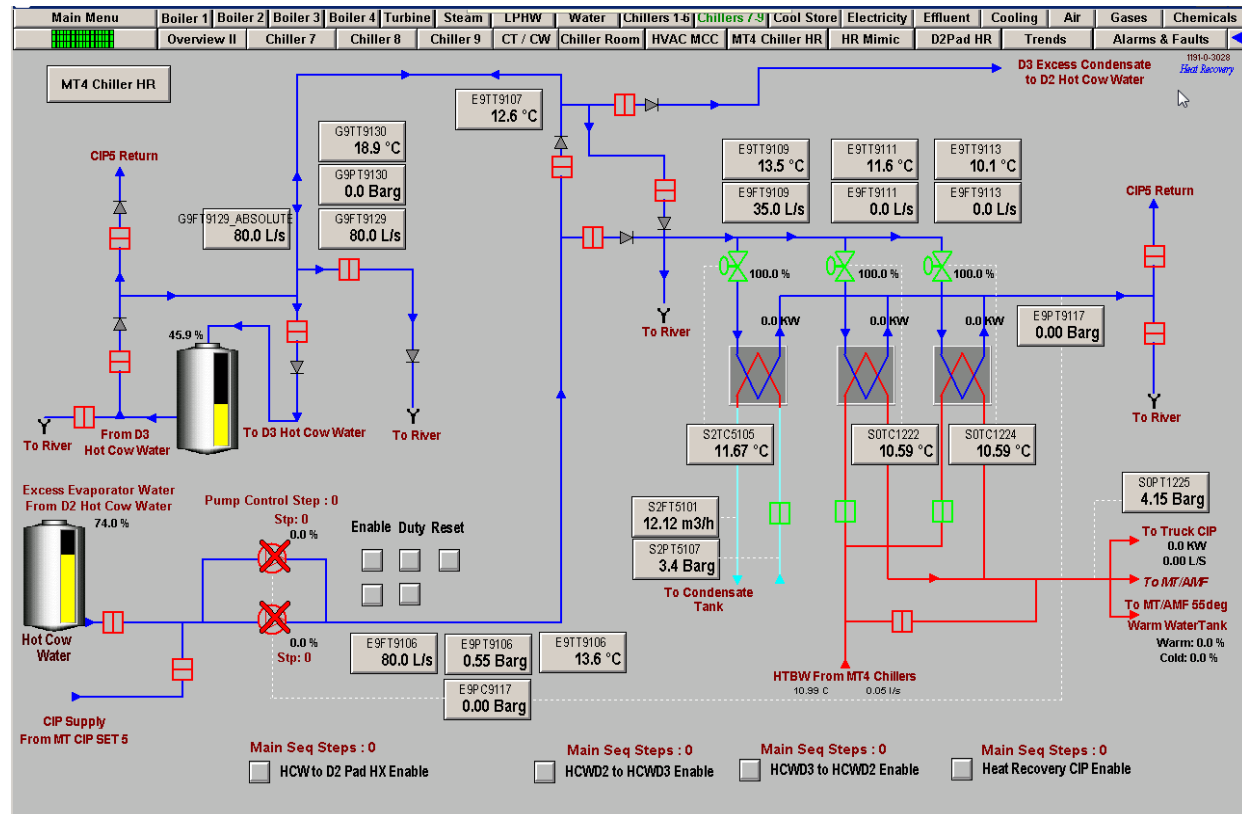 Main Menu Boiler 1 Boiler 2 Boiler 3 Boiler 4 Turbine Steam LPHW Water Chillers 1-6 Chillers 7-9 Cool Store Electricity Effluent Cooling Air Gases Chemicals
Overview II Chiller 7 Chiller 8 Chiller 9 CT / CW Chiller Room HVAC MCC MT4 Chiller HR HR Mimic D2Pad HR Trends Alarms & Faults
1191-0-3028
Heat Recovery
MT4 Chiller HR
D3 Excess Condensate
to D2 Hot Cow Water
E9TT9107
12.6 °C
G9TT9130
18.9 °C
G9PT9130
0.0 Barg
G9FT9129_ABSOLUTE
80.0 L/s
G9FT9129
80.0 L/s
CIP5 Return
E9TT9109
13.5 °C
E9TT9111
11.6 °C
E9TT9113
10.1 °C
E9FT9109
35.0 L/s
E9FT9111
0.0 L/s
E9FT9113
0.0 L/s
CIP5 Return
100.0 %
100.0 %
100.0 %
0.0 KW
0.0 KW
0.0 KW
E9PT9117
0.00 Barg
To River
45.9 %
To River
From D3
Hot Cow Water
To D3 Hot Cow Water
To River
To River
S2TC5105
11.67 °C
S0TC1222
10.59 °C
S0TC1224
10.59 °C
S0PT1225
4.15 Barg
Excess Evaporator Water
From D2 Hot Cow Water
74.0 %
Pump Control Step : 0
Stp: 0
0.0 %
Enable Duty Reset
S2FT5101
12.12 m3/h
S2PT5107
3.4 Barg
To Condensate
Tank
To Truck CIP
0.0 KW
0.00 L/S
To MT/AMF
To MT/AMF 55deg
Warm WaterTank
Warm: 0.0 %
Cold: 0.0 %
Hot Cow
Water
0.0 %
Stp: 0
E9FT9106
80.0 L/s
E9PT9106
0.55 Barg
E9TT9106
13.6 °C
E9PC9117
0.00 Barg
HTBW From MT4 Chillers
10.99 C 0.05 l/s
CIP Supply
From MT CIP SET 5
Main Seq Steps : 0
HCW to D2 Pad HX Enable
Main Seq Steps : 0
HCWD2 to HCWD3 Enable
Main Seq Steps : 0
HCWD3 to HCWD2 Enable
Main Seq Steps : 0
Heat Recovery CIP Enable